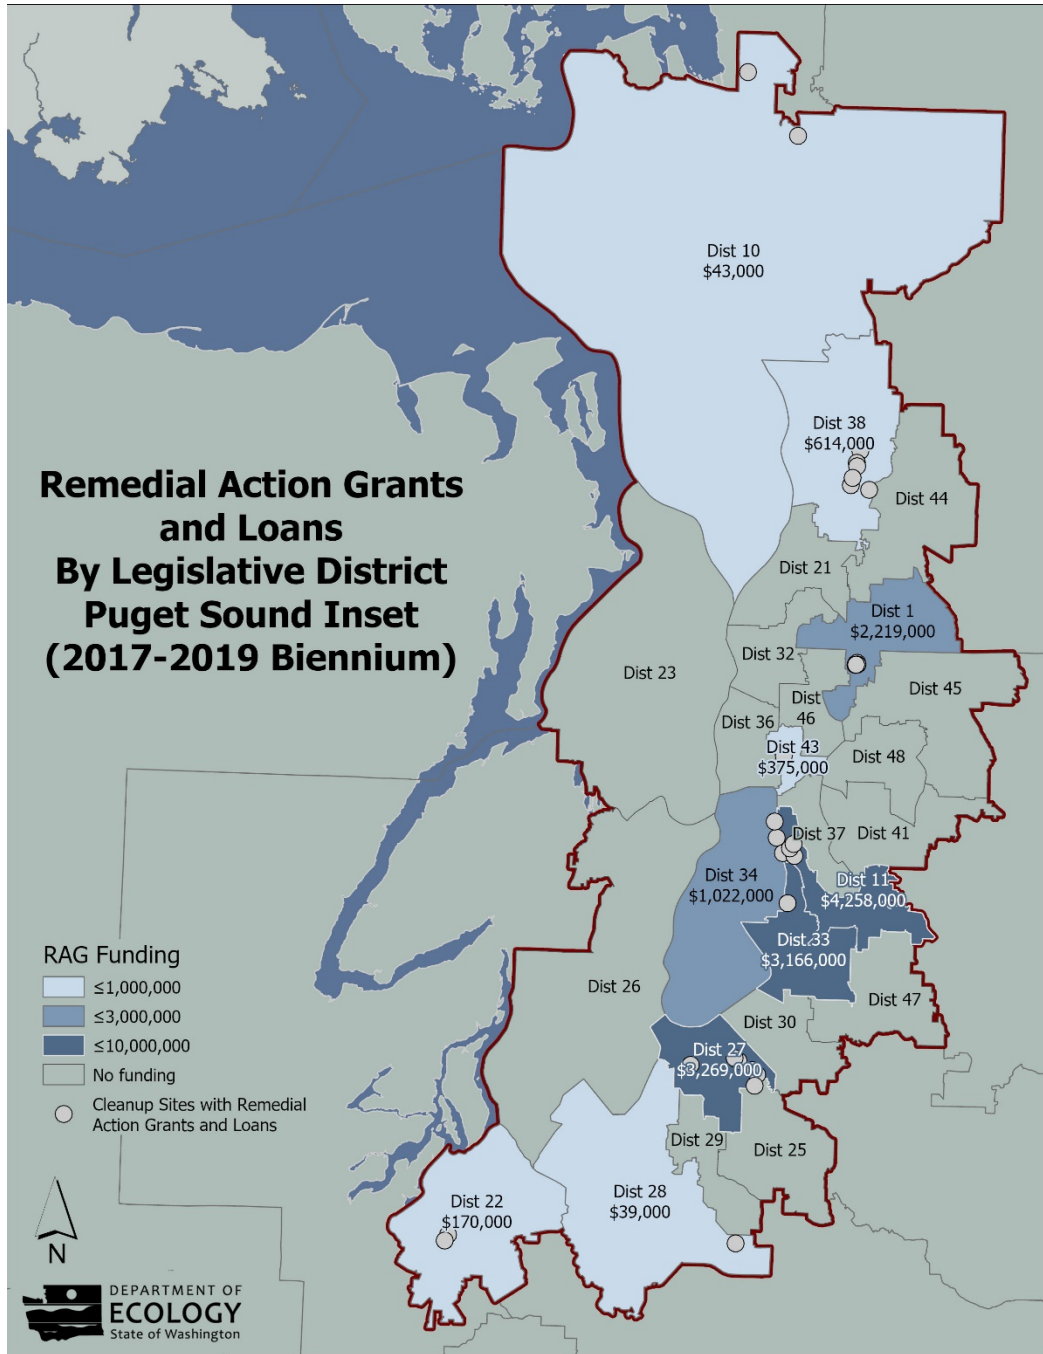 Remedial Action Grants
and Loans
By Legislative District
Puget Sound Inset
(2017-2019 Biennium)
Dist 10
$43,000
Dist 38
$614,000
Dist 44
Dist 21
Dist 1
$2,219,000
Dist 32
Dist 23
Dist 45
Dist
46
Dist 36
Dist 43
$375,000
Dist 48
Dist 37
Dist 41
Dist 34
$1,022,000
Dist 11
$4,258,000
Dist 33
$3,166,000
Dist 26
Dist 47
Dist 30
Dist 27
$3,269,000
Dist 29
Dist 25
Dist 22
$170,000
Dist 28
$39,000
RAG Funding
≤1,000,000
≤3,000,000
≤10,000,000
No funding
Cleanup Sites with Remedial
Action Grants and Loans
N
DEPARTMENT OF
ECOLOGY
State of Washington